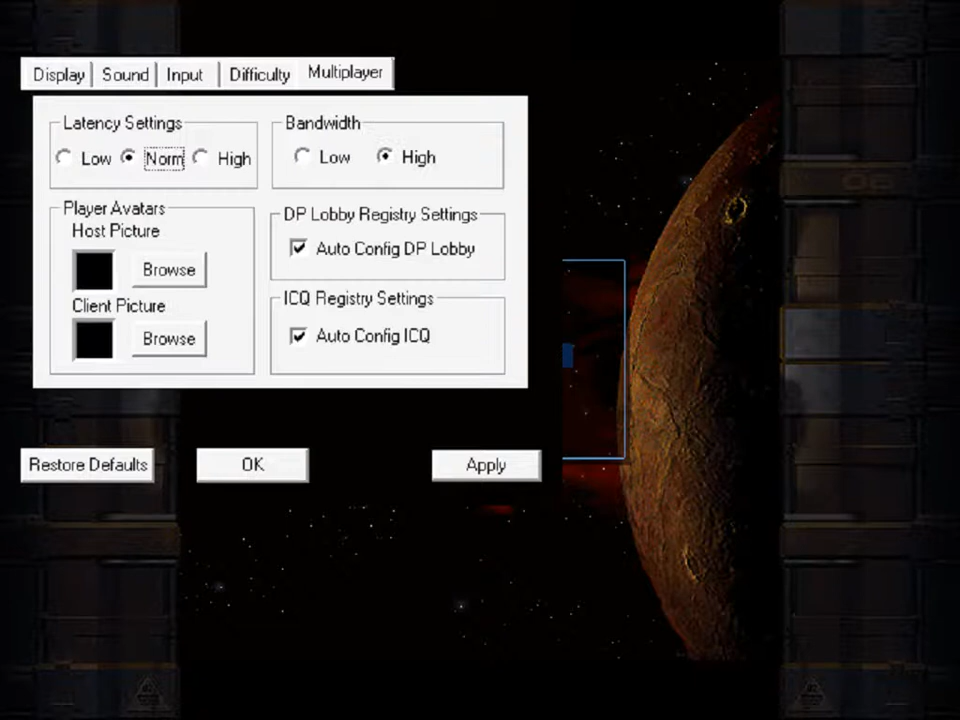 Display Sound Input Difficulty Multiplayer
Latency Settings
Low Norm High
Bandwidth
Low High
Player Avatars
Host Picture
Browse
Client Picture
Browse
DP Lobby Registry Settings
Auto Config DP Lobby
ICQ Registry Settings
Auto Config ICQ
Restore Defaults OK Apply